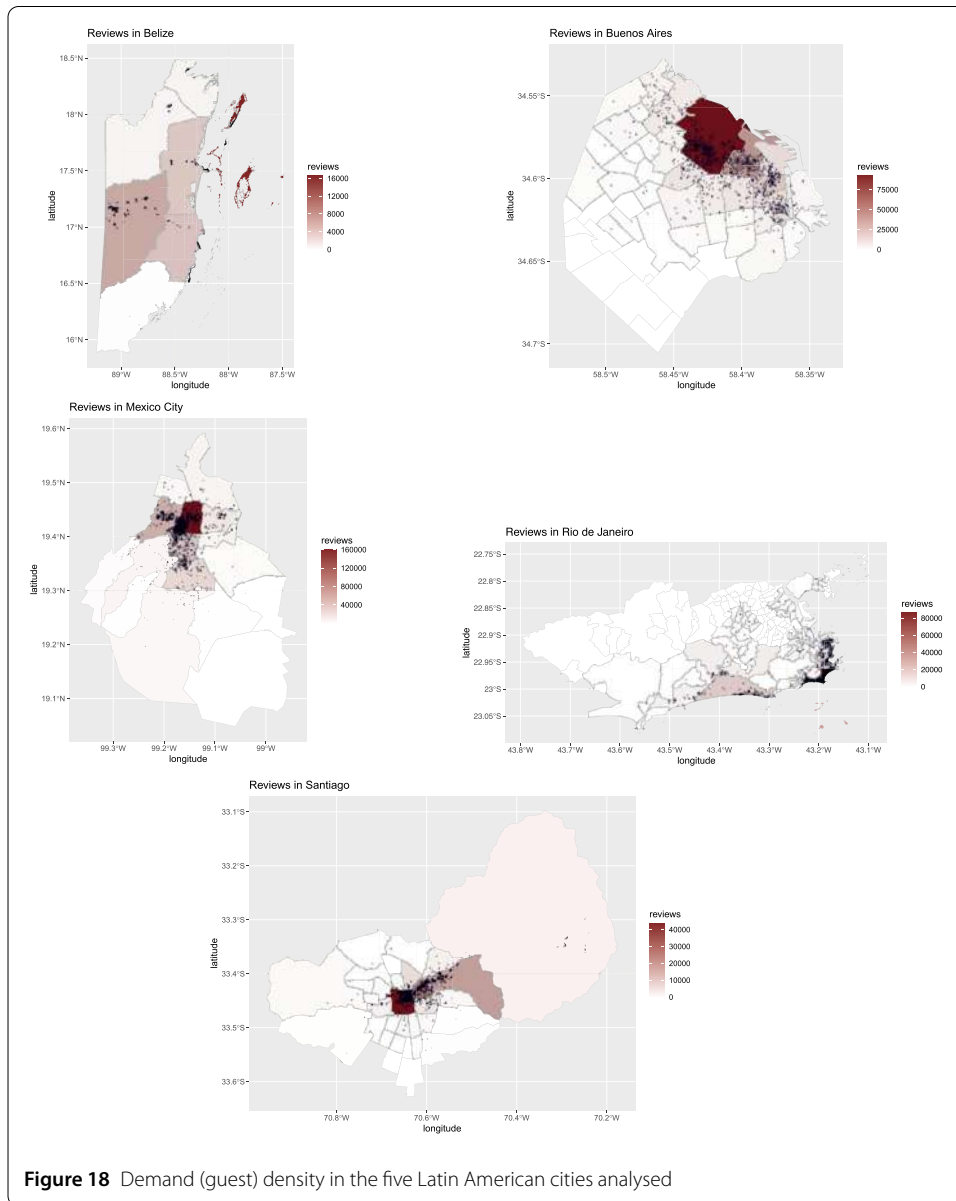 Reviews in Belize
18.5°N
18°N
17.5°N
17°N
16.5°N
16°N
latitude
89°W 88.5°W 88°W 87.5°W
longitude
reviews
16000
12000
8000
4000
0
Reviews in Buenos Aires
34.55°S
34.6°S
34.65°S
34.7°S
latitude
58.5°W 58.45°W 58.4°W 58.35°W
longitude
reviews
75000
50000
25000
0
Reviews in Mexico City
19.6°N
19.5°N
19.4°N
19.3°N
19.2°N
19.1°N
latitude
99.3°W 99.2°W 99.1°W 99°W
longitude
reviews
160000
120000
80000
40000
Reviews in Rio de Janeiro
22.75°S
22.8°S
22.85°S
22.9°S
22.95°S
23°S
23.05°S
latitude
43.8°W 43.7°W 43.6°W 43.5°W 43.4°W 43.3°W 43.2°W 43.1°W
longitude
reviews
80000
60000
40000
20000
0
Reviews in Santiago
33.1°S
33.2°S
33.3°S
33.4°S
33.5°S
33.6°S
latitude
70.8°W 70.6°W 70.4°W 70.2°W
longitude
reviews
40000
30000
20000
10000
0
Figure 18 Demand (guest) density in the five Latin American cities analysed